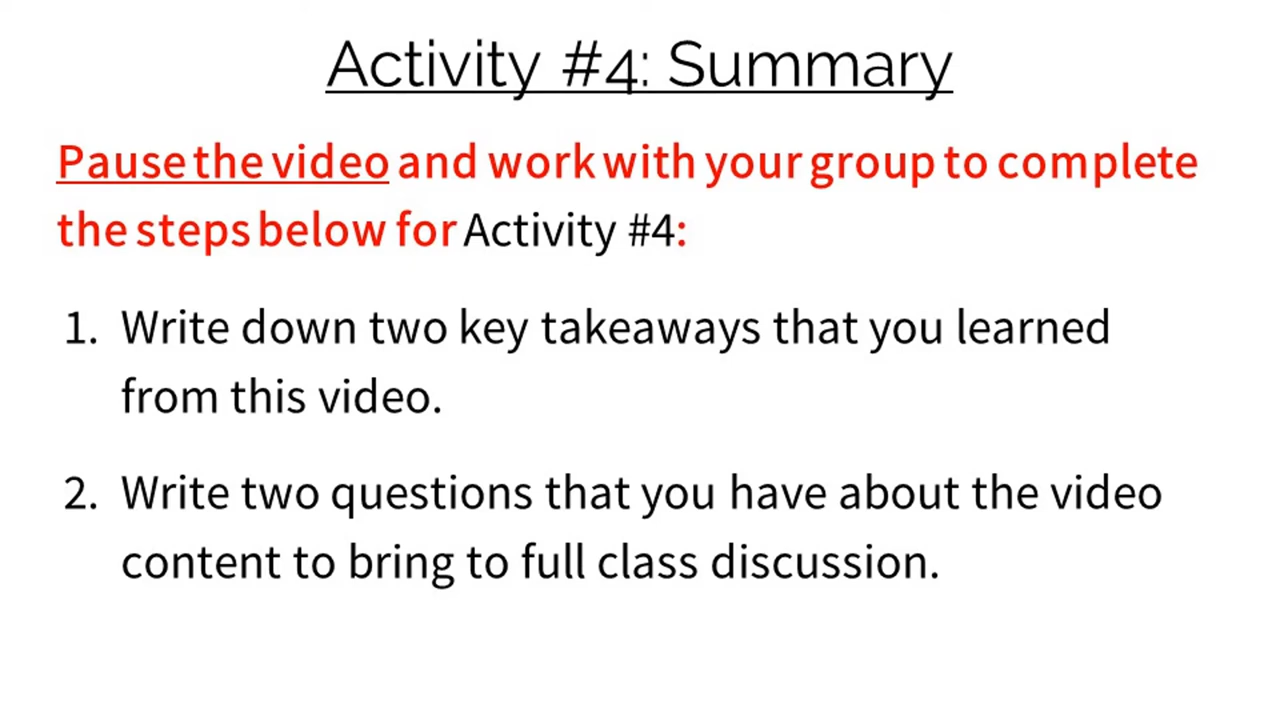 Activity #4: Summary
Pause the video and work with your group to complete
the steps below for Activity #4:
1. Write down two key takeaways that you learned
from this video.
2. Write two questions that you have about the video
content to bring to full class discussion.